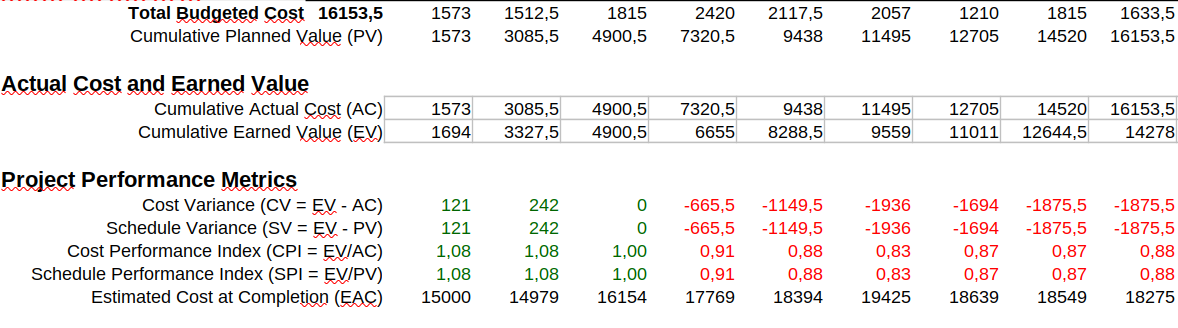 Total Budgeted Cost 16153,5 1573 1512,5 1815 2420 2117,5 2057 1210 1815 1633,5
Cumulative Planned Value (PV) 1573 3085,5 4900,5 7320,5 9438 11495 12705 14520 16153,5
Actual Cost and Earned Value
Cumulative Actual Cost (AC) 1573 3085,5 4900,5 7320,5 9438 11495 12705 14520 16153,5
Cumulative Earned Value (EV) 1694 3327,5 4900,5 6655 8288,5 9559 11011 12644,5 14278
Project Performance Metrics
Cost Variance (CV = EV - AC) 121 242 0 -665,5 -1149,5 -1936 -1694 -1875,5 -1875,5
Schedule Variance (SV = EV - PV) 121 242 0 -665,5 -1149,5 -1936 -1694 -1875,5 -1875,5
Cost Performance Index (CPI = EV/AC) 1,08 1,08 1,00 0,91 0,88 0,83 0,87 0,87 0,88
Schedule Performance Index (SPI = EV/PV) 1,08 1,08 1,00 0,91 0,88 0,83 0,87 0,87 0,88
Estimated Cost at Completion (EAC) 15000 14979 16154 17769 18394 19425 18639 18549 18275